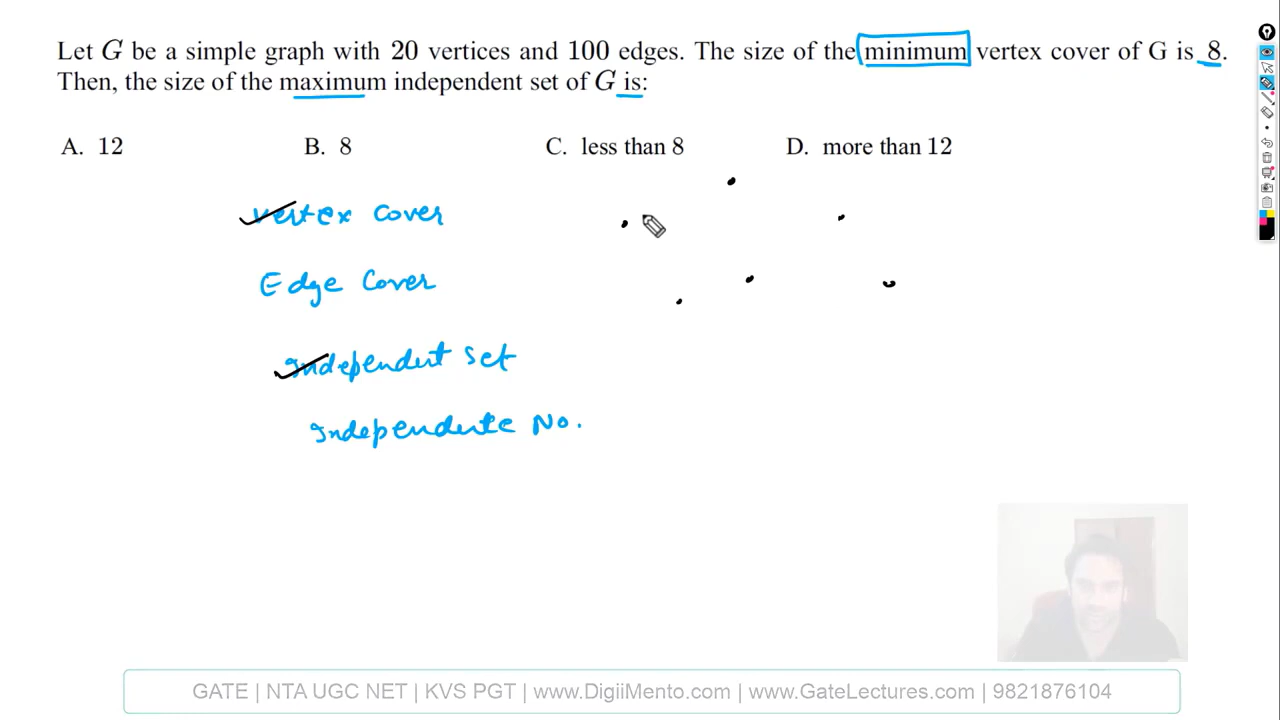 Let G be a simple graph with 20 vertices and 100 edges. The size of the minimum vertex cover of G is 8.
Then, the size of the maximum independent set of G is:
A. 12 B. 8 C. less than 8 D. more than 12
Vertex Cover
Edge Cover
Independent Set
Independente No.
GATE | NTA UGC NET | KVS PGT | www.DigiiMento.com | www.GateLectures.com | 9821876104